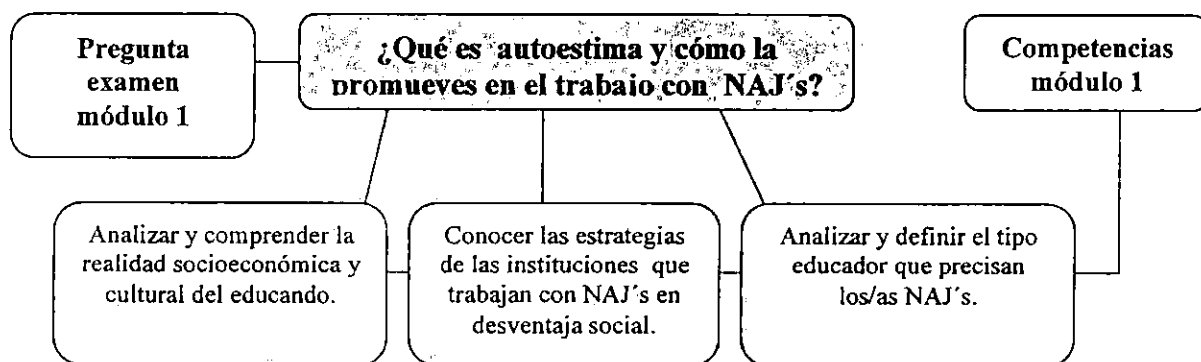 Pregunta
examen
módulo 1
¿Qué es autoestima y cómo la
promueves en el trabajo con NAJ´s?
Competencias
módulo 1
Analizar y comprender la
realidad socioeconómica y
cultural del educando.
Conocer las estrategias
de las instituciones que
trabajan con NAJ´s en
desventaja social.
Analizar y definir el tipo
educador que precisan
los/as NAJ´s.